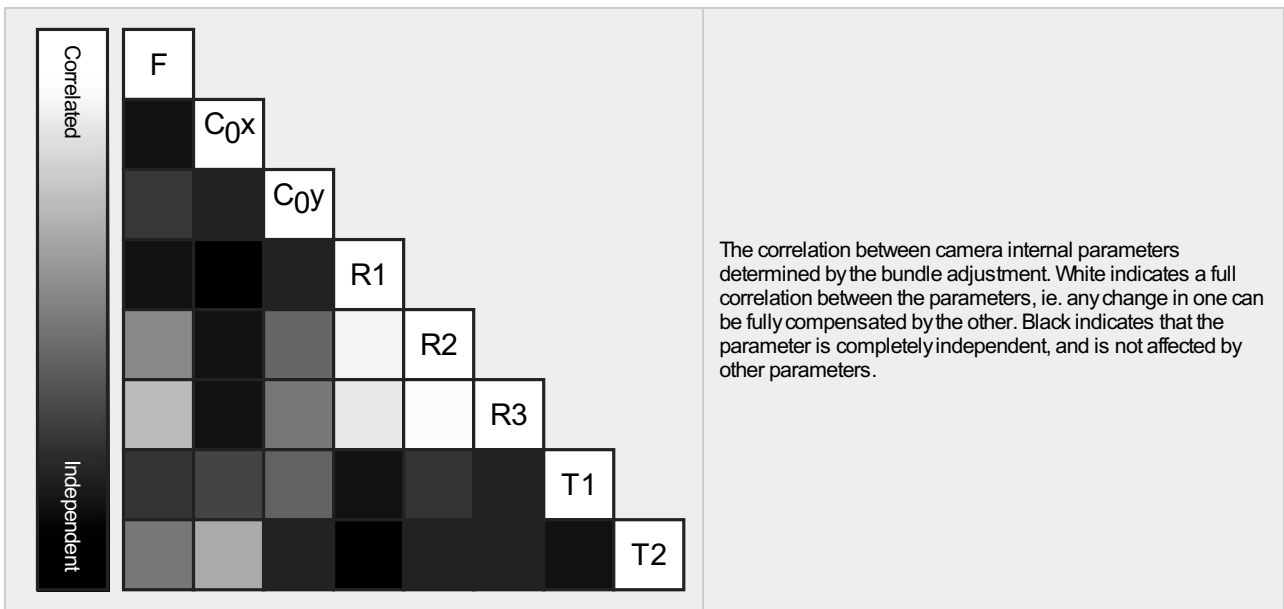 Correlated
Independent
F
C0x
C0y
R1
R2
R3
T1
T2
The correlation between camera internal parameters
determined by the bundle adjustment. White indicates a full
correlation between the parameters, ie. any change in one can
be fully compensated by the other. Black indicates that the
parameter is completely independent, and is not affected by
other parameters.